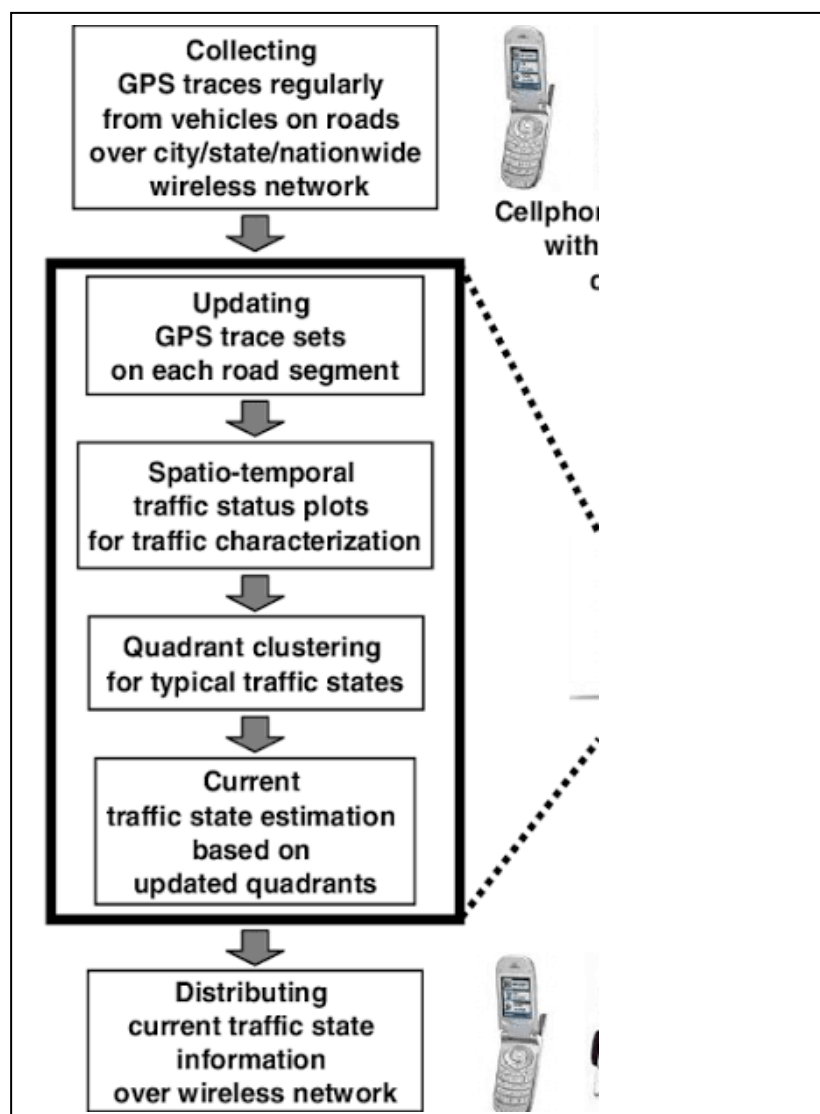 Collecting
GPS traces regularly
from vehicles on roads
over city/state/nationwide
wireless network
with
Updating
GPS trace sets
on each road segment
Spatio-temporal
traffic status plots
for traffic characterization
Quadrant clustering
for typical traffic states
Current
traffic state estimation
based on
updated quadrants
Distributing
current traffic state
information
over wireless network